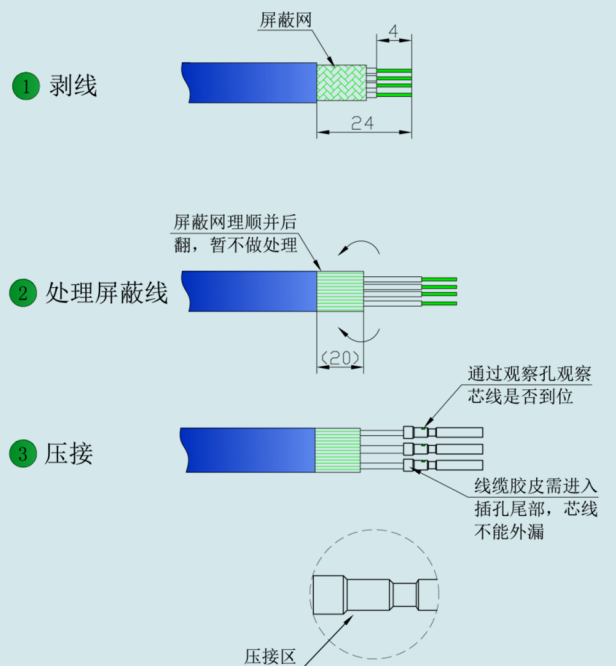 屏蔽网
4
1 剥线
24
屏蔽网理顺并后
翻，暂不做处理
2 处理屏蔽线
(20)
通过观察孔观察
芯线是否到位
3 压接
线缆胶皮需进入
插孔尾部，芯线
不能外漏
压接区